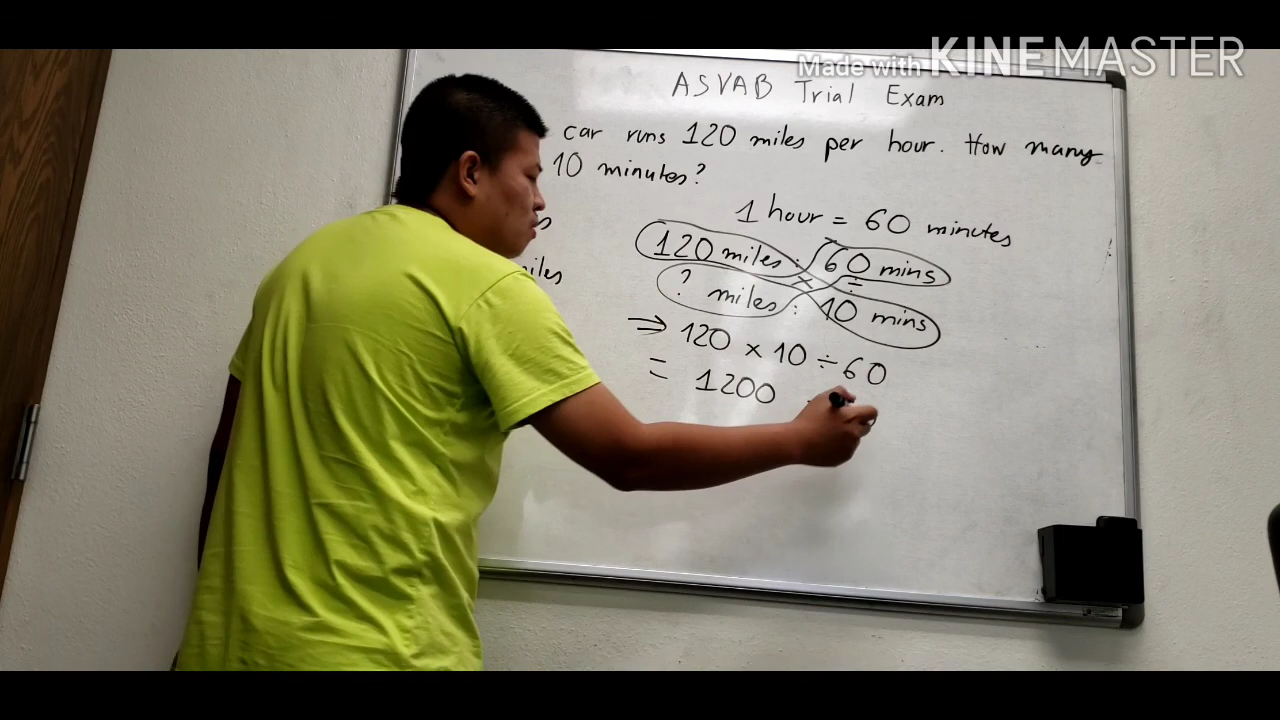 Made with KINEMASTER
ASVAB Trial Exam
car runs 120 miles per hour. How many
10 minutes?
1 hour = 60 minutes
120 miles : 60 mins
× ÷
? miles : 10 mins
⇒ 120 × 10 ÷ 60
= 1200